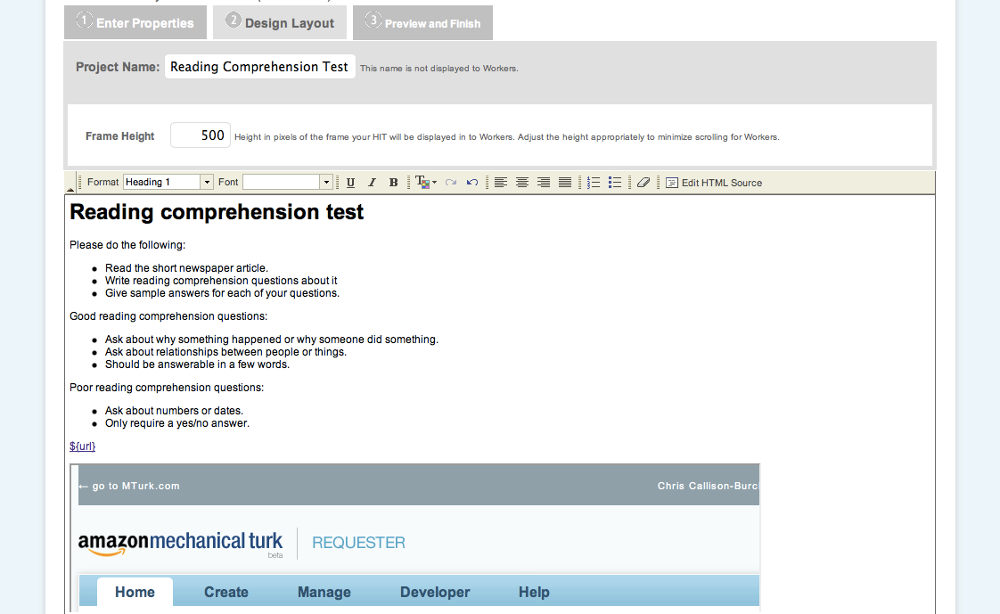 1 Enter Properties 2 Design Layout 3 Preview and Finish
Project Name: Reading Comprehension Test This name is not displayed to Workers.
Frame Height 500 Height in pixels of the frame your HIT will be displayed in to Workers. Adjust the height appropriately to minimize scrolling for Workers.
Format Heading 1 Font U I B T Edit HTML Source
Reading comprehension test
Please do the following:
• Read the short newspaper article.
• Write reading comprehension questions about it
• Give sample answers for each of your questions.
Good reading comprehension questions:
• Ask about why something happened or why someone did something.
• Ask about relationships between people or things.
• Should be answerable in a few words.
Poor reading comprehension questions:
• Ask about numbers or dates.
• Only require a yes/no answer.
${url}
← go to MTurk.com Chris Callison-Burc
amazonmechanical turk REQUESTER
beta
Home Create Manage Developer Help